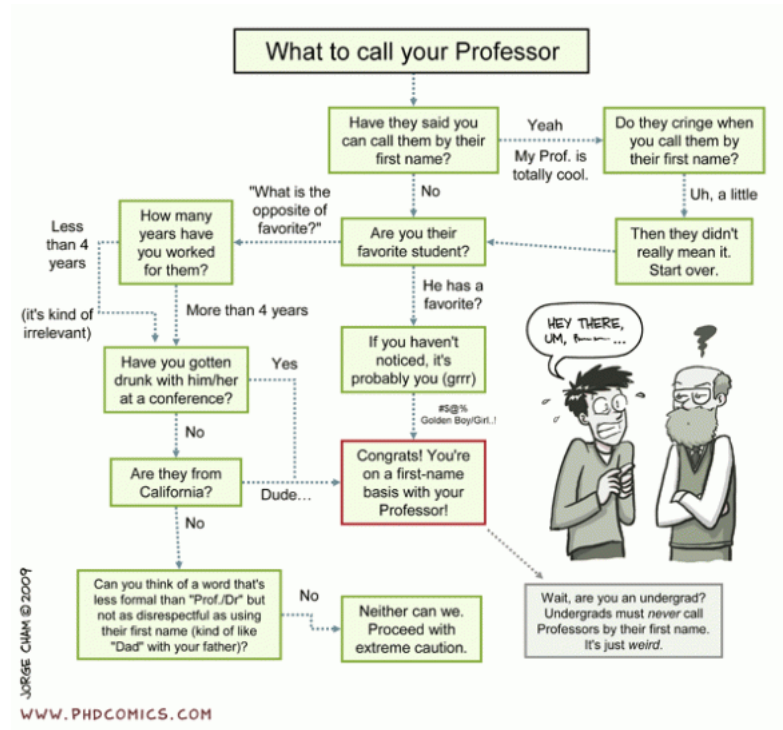 What to call your Professor
Have they said you
can call them by their
first name?
Yeah
My Prof. is
totally cool.
Do they cringe when
you call them by
their first name?
Uh, a little
Then they didn't
really mean it.
Start over.
No
Are you their
favorite student?
"What is the
opposite of
favorite?"
How many
years have
you worked
for them?
Less
than 4
years
(it's kind of
irrelevant)
More than 4 years
He has a
favorite?
If you haven't
noticed, it's
probably you (grrr)
#$@%
Golden Boy/Girl..!
Have you gotten
drunk with him/her
at a conference?
Yes
No
Are they from
California?
Dude...
Congrats! You're
on a first-name
basis with your
Professor!
No
Can you think of a word that's
less formal than "Prof./Dr" but
not as disrespectful as using
their first name (kind of like
"Dad" with your father)?
No
Neither can we.
Proceed with
extreme caution.
Wait, are you an undergrad?
Undergrads must never call
Professors by their first name.
It's just weird.
HEY THERE,
UM, ...
JORGE CHAM © 2009
WWW.PHDCOMICS.COM